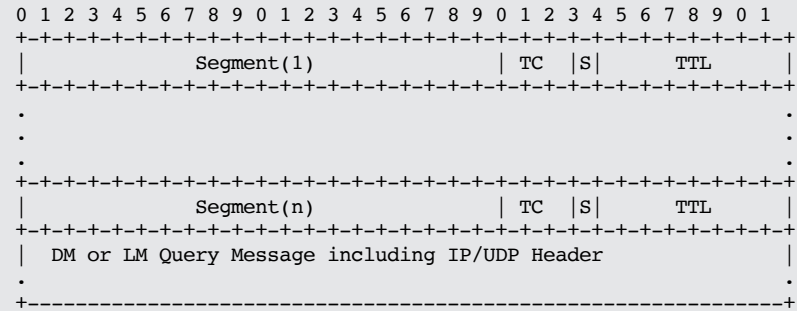 0 1 2 3 4 5 6 7 8 9 0 1 2 3 4 5 6 7 8 9 0 1 2 3 4 5 6 7 8 9 0 1
+-+-+-+-+-+-+-+-+-+-+-+-+-+-+-+-+-+-+-+-+-+-+-+-+-+-+-+-+-+-+-+-+
|              Segment(1)               | TC  |S|      TTL      |
+-+-+-+-+-+-+-+-+-+-+-+-+-+-+-+-+-+-+-+-+-+-+-+-+-+-+-+-+-+-+-+-+
.                                                               .
.                                                               .
.                                                               .
+-+-+-+-+-+-+-+-+-+-+-+-+-+-+-+-+-+-+-+-+-+-+-+-+-+-+-+-+-+-+-+-+
|              Segment(n)               | TC  |S|      TTL      |
+-+-+-+-+-+-+-+-+-+-+-+-+-+-+-+-+-+-+-+-+-+-+-+-+-+-+-+-+-+-+-+-+
|  DM or LM Query Message including IP/UDP Header               |
.                                                               .
+---------------------------------------------------------------+